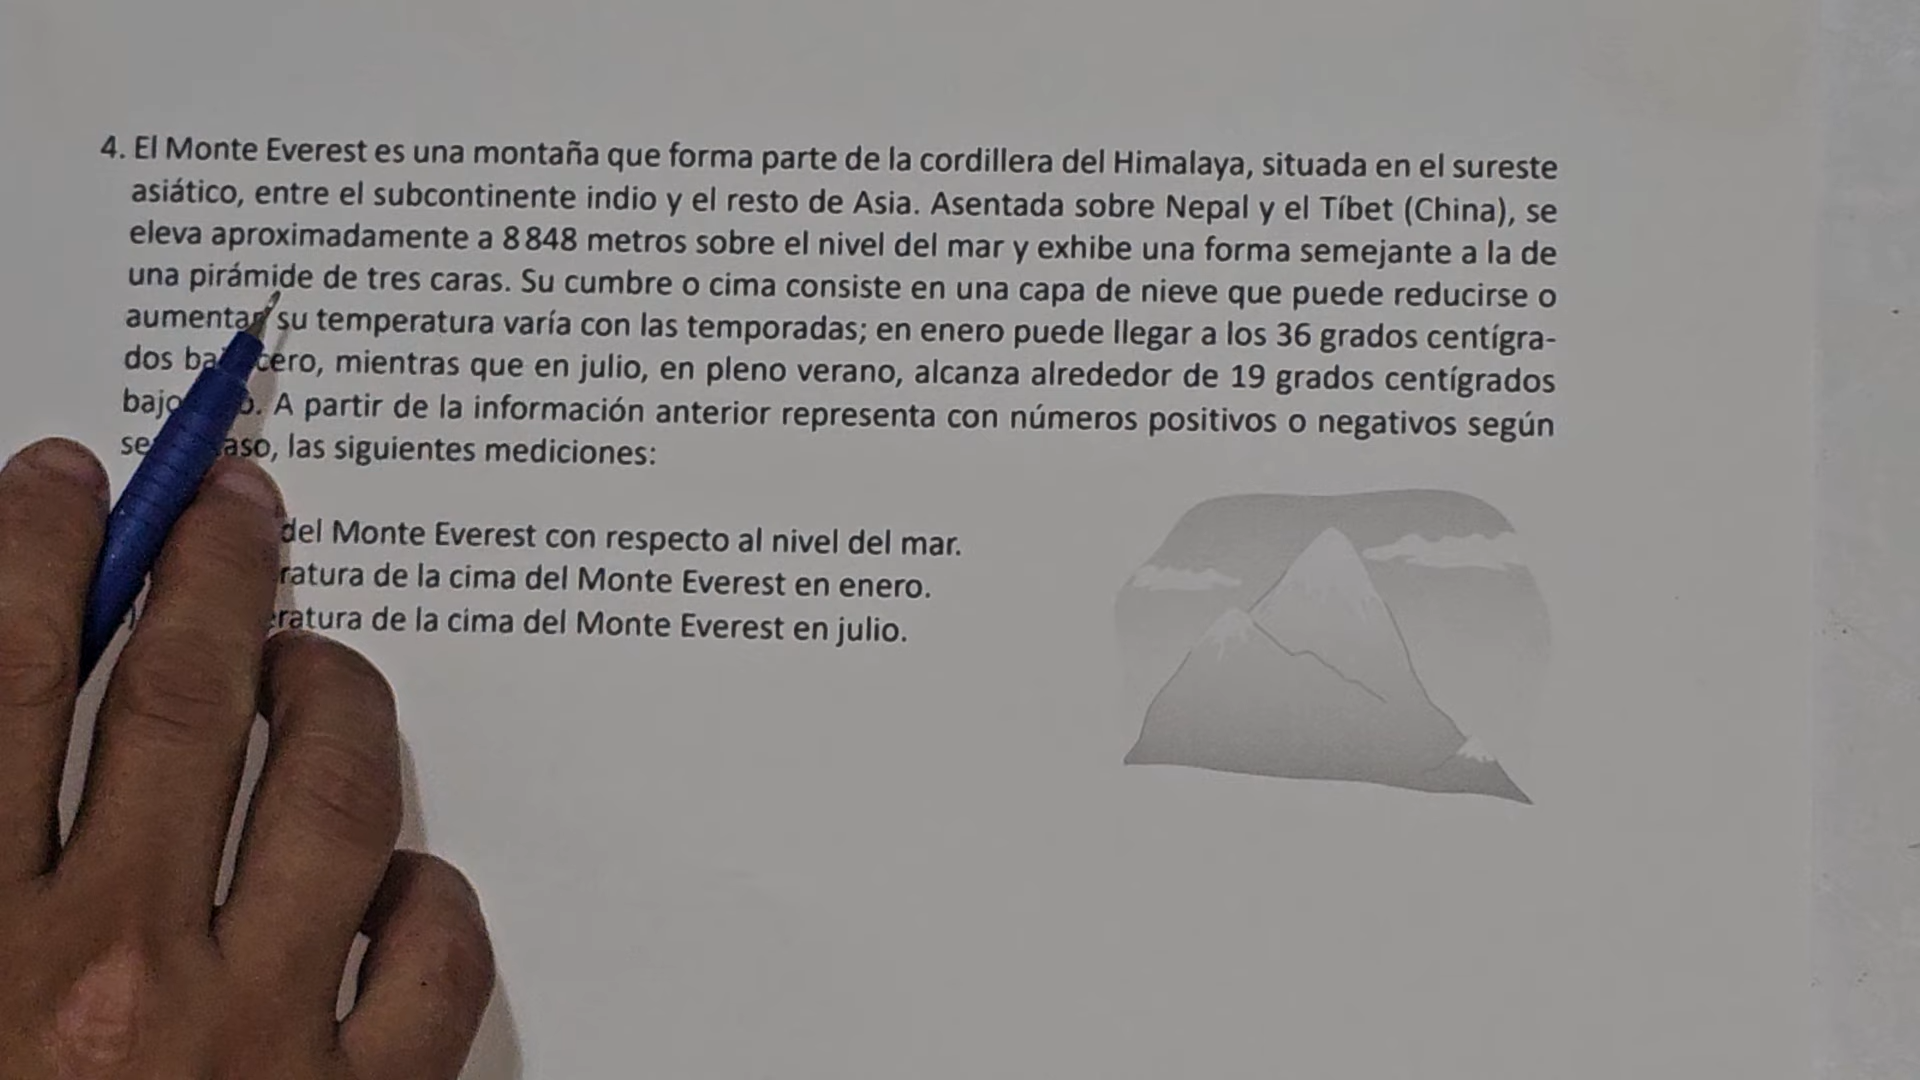 4. El Monte Everest es una montaña que forma parte de la cordillera del Himalaya, situada en el sureste
asiático, entre el subcontinente indio y el resto de Asia. Asentada sobre Nepal y el Tíbet (China), se
eleva aproximadamente a 8 848 metros sobre el nivel del mar y exhibe una forma semejante a la de
una pirámide de tres caras. Su cumbre o cima consiste en una capa de nieve que puede reducirse o
aumentar su temperatura varía con las temporadas; en enero puede llegar a los 36 grados centígra-
dos cero, mientras que en julio, en pleno verano, alcanza alrededor de 19 grados centígrados
bajo A partir de la información anterior representa con números positivos o negativos según
las siguientes mediciones:
del Monte Everest con respecto al nivel del mar.
de la cima del Monte Everest en enero.
de la cima del Monte Everest en julio.